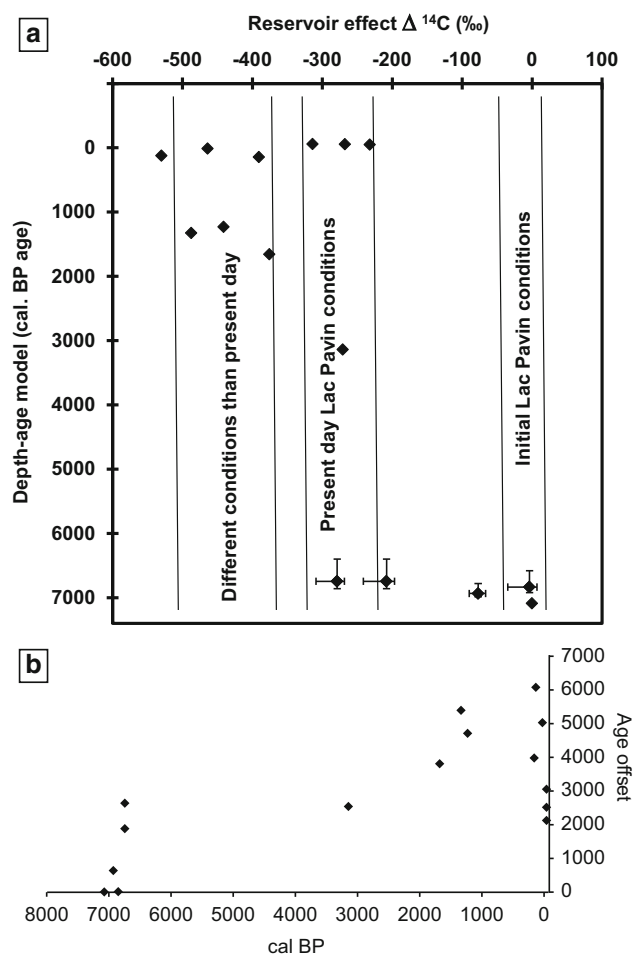 a
Reservoir effect Δ ¹⁴C (‰)
-600 -500 -400 -300 -200 -100 0 100
Depth-age model (cal. BP age)
0
1000
2000
3000
4000
5000
6000
7000
Different conditions than present day
Present day Lac Pavin conditions
Initial Lac Pavin conditions
b
7000
6000
5000
4000
3000
2000
1000
0
Age offset
8000 7000 6000 5000 4000 3000 2000 1000 0
cal BP